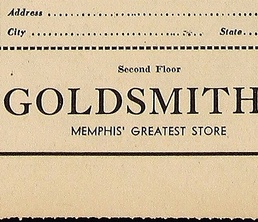 Address
City State
Second Floor
GOLDSMITH
MEMPHIS' GREATEST STORE